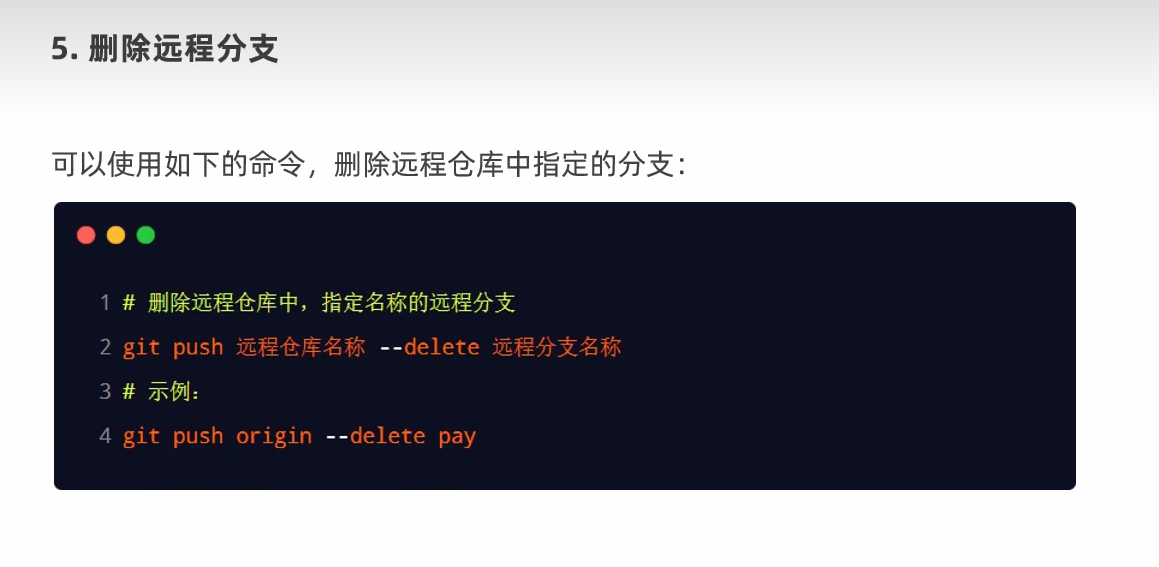 5. 删除远程分支
可以使用如下的命令，删除远程仓库中指定的分支：
1 # 删除远程仓库中，指定名称的远程分支
2 git push 远程仓库名称 --delete 远程分支名称
3 # 示例：
4 git push origin --delete pay